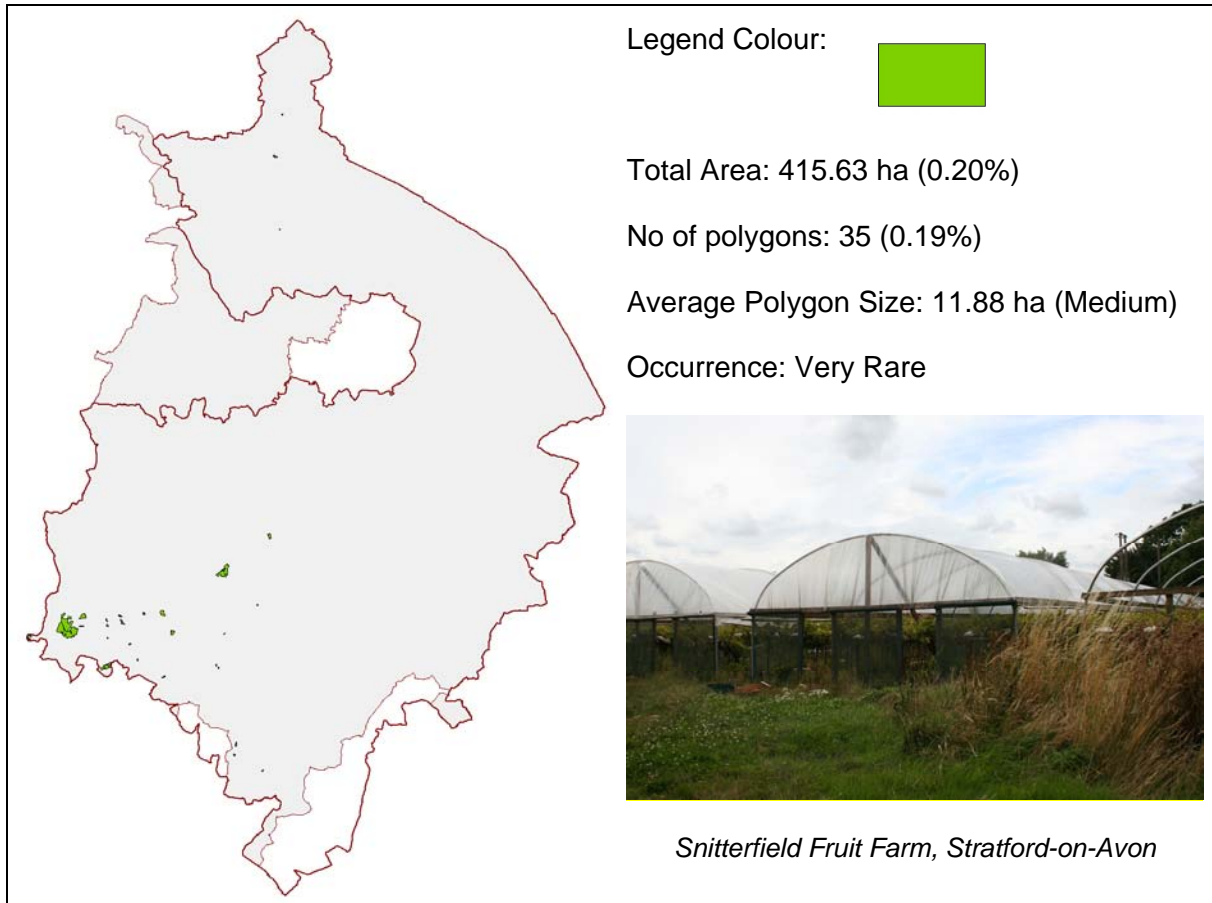 Legend Colour:
Total Area: 415.63 ha (0.20%)
No of polygons: 35 (0.19%)
Average Polygon Size: 11.88 ha (Medium)
Occurrence: Very Rare
Snitterfield Fruit Farm, Stratford-on-Avon